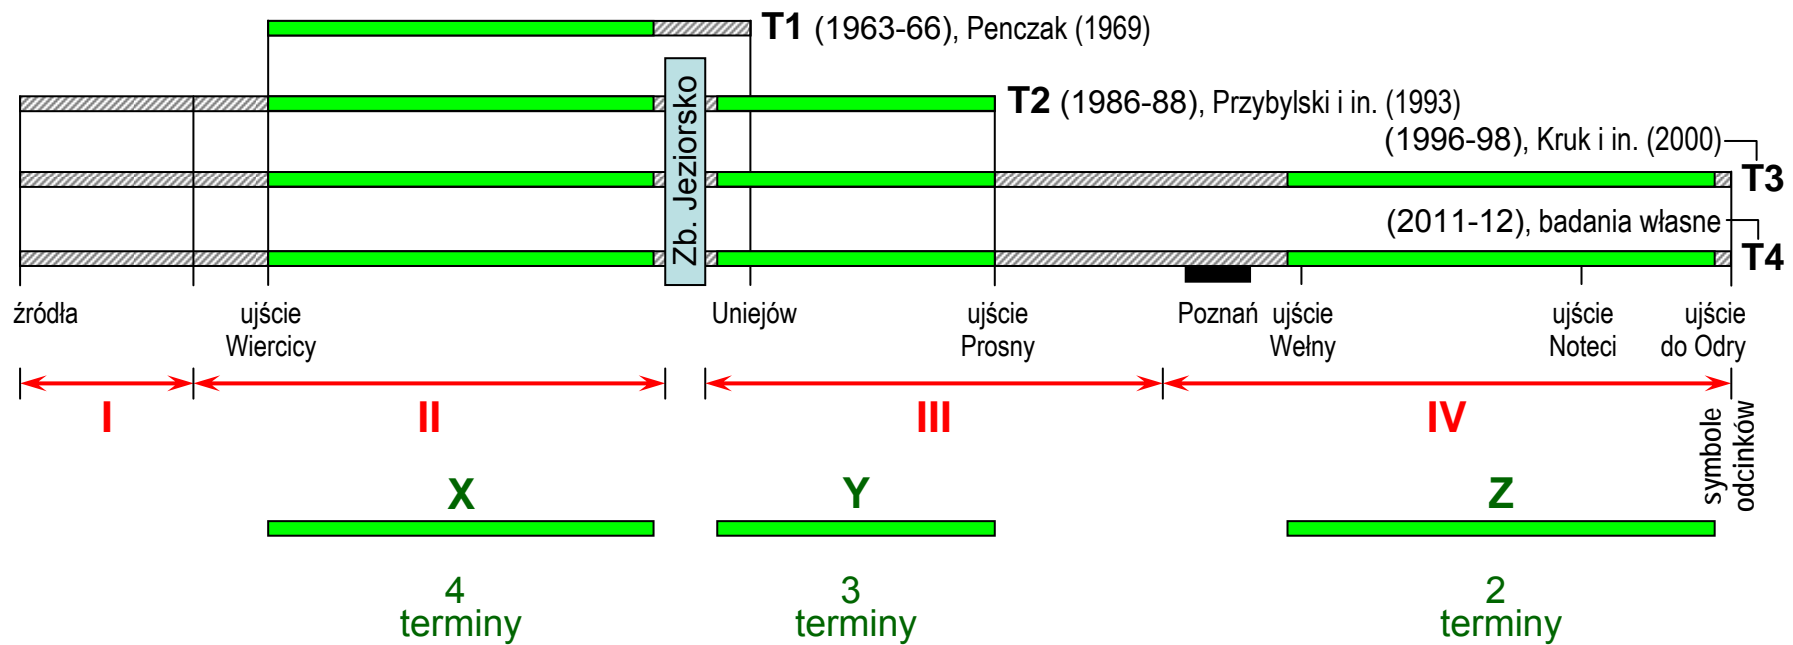 T1 (1963-66), Penczak (1969)
Zb. Jeziorsko
T2 (1986-88), Przybylski i in. (1993)
(1996-98), Kruk i in. (2000)
T3
(2011-12), badania własne
T4
źródła
ujście
Wiercicy
Uniejów
ujście
Prosny
Poznań
ujście
Wełny
ujście
Noteci
ujście
do Odry
I
II
III
IV
symbole
odcinków
X
Y
Z
4
terminy
3
terminy
2
terminy